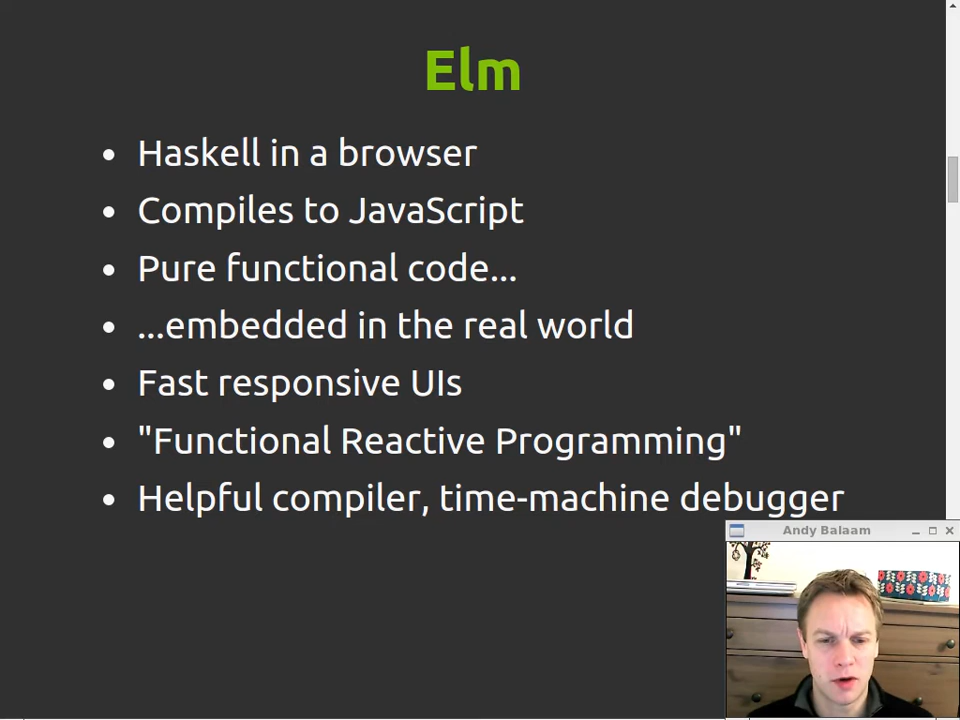 Elm
• Haskell in a browser
• Compiles to JavaScript
• Pure functional code...
• ...embedded in the real world
• Fast responsive UIs
• "Functional Reactive Programming"
• Helpful compiler, time-machine debugger
Andy Balaam